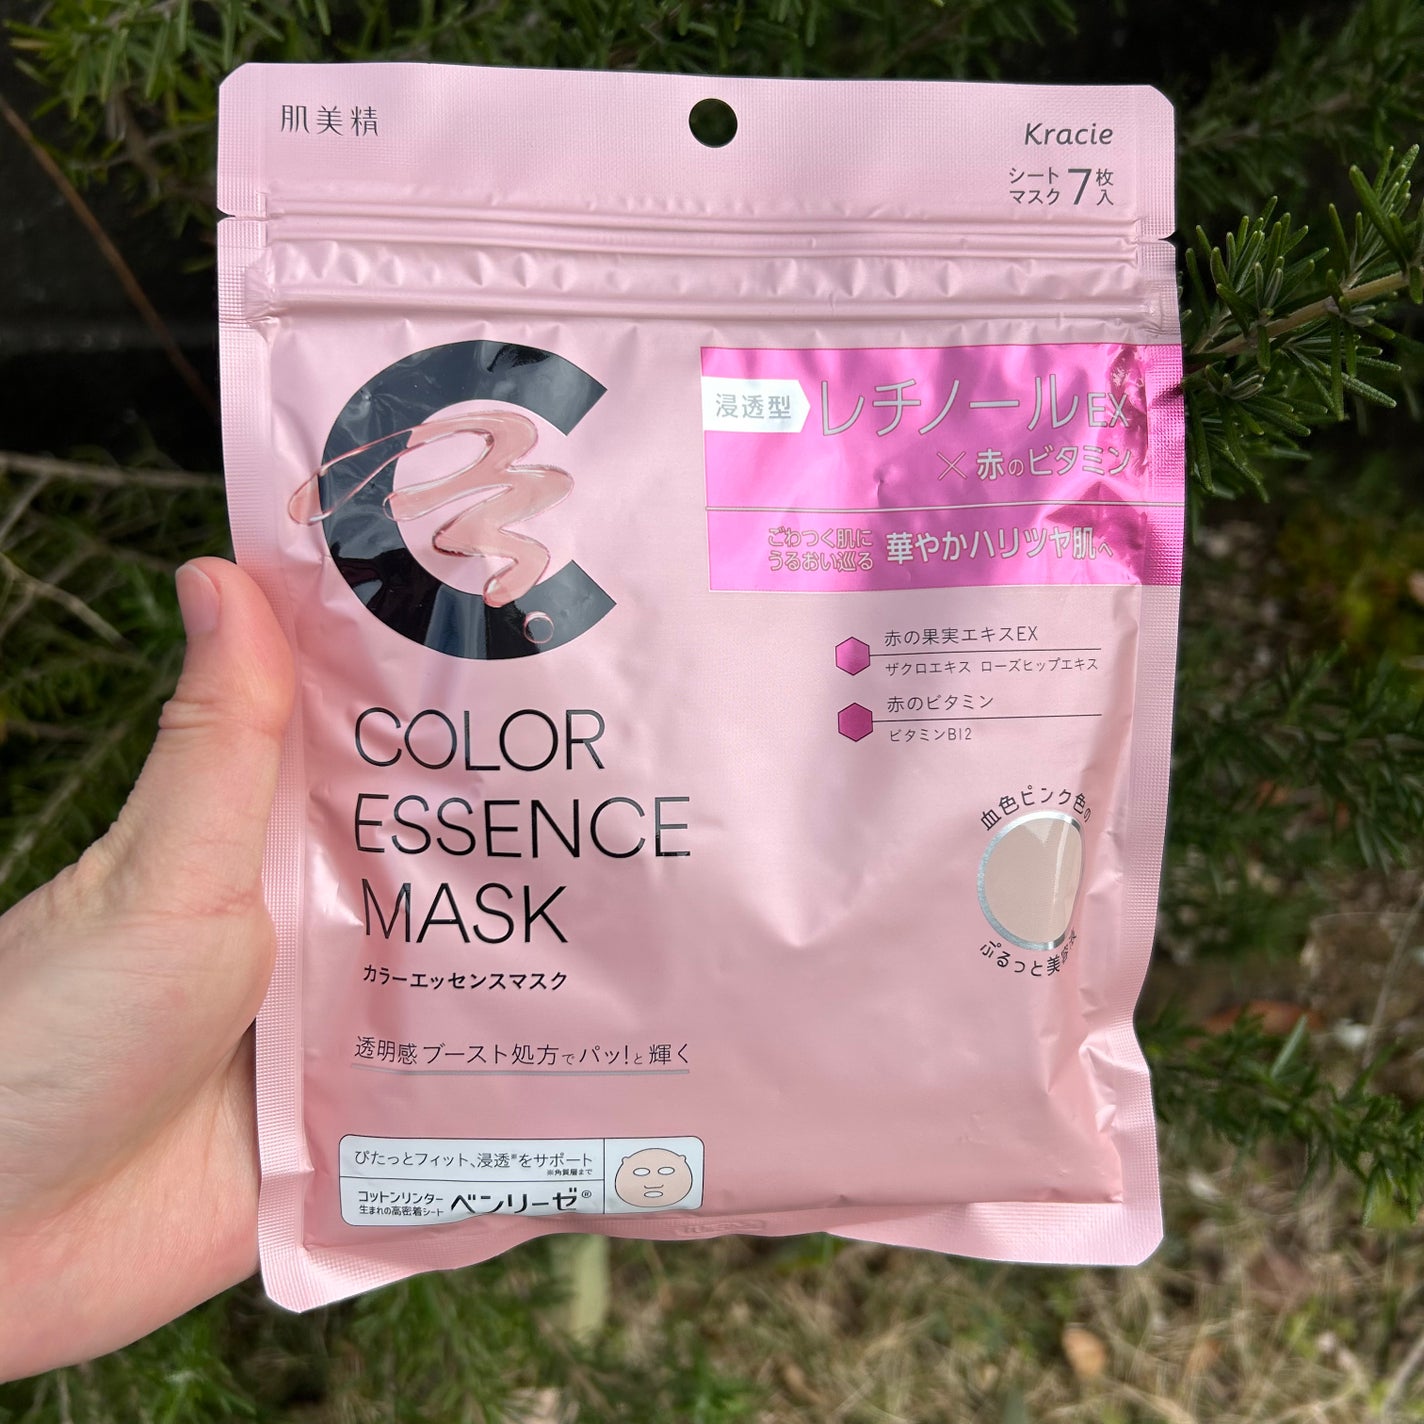 肌美精
Kracie
シート
マスク 7 枚入
浸透型 レチノールEX
×赤のビタミン
ごわつく肌に
うるおい巡る 華やかハリツヤ肌へ
赤の果実エキスEX
ザクロエキス ローズヒップエキス
赤のビタミン
ビタミンB12
血色ピンク色の
ぷるっと美
COLOR
ESSENCE
MASK
カラーエッセンスマスク
透明感ブースト処方でパッ!と輝く
ぴたっとフィット、浸透※をサポート
※角質層まで
コットンリンター
生まれの高密着シート ベンリーゼ®